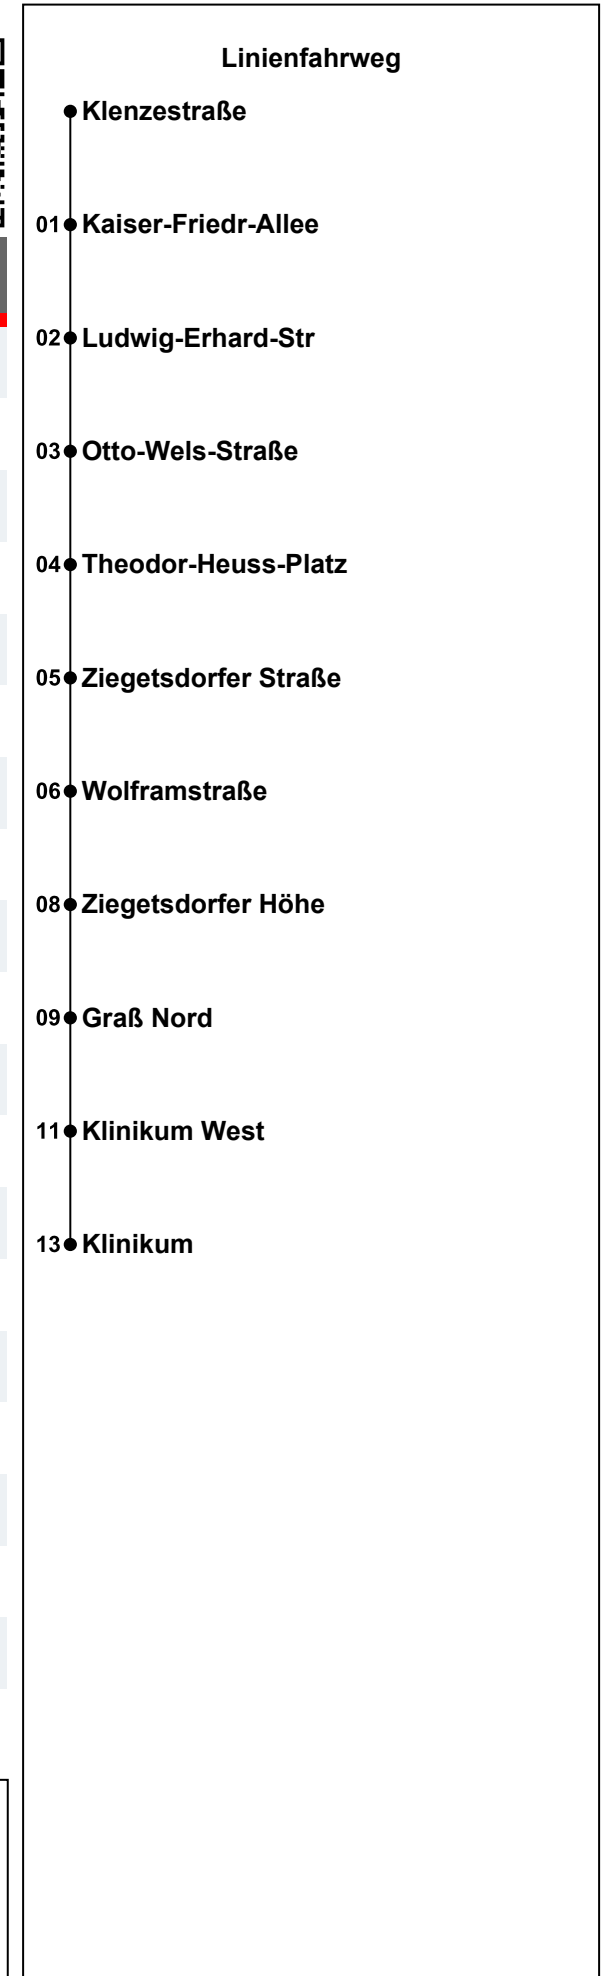 Linienfahrweg
Klenzestraße
01 Kaiser-Friedr-Allee
02 Ludwig-Erhard-Str
03 Otto-Wels-Straße
04 Theodor-Heuss-Platz
05 Ziegetsdorfer Straße
06 Wolframstraße
08 Ziegetsdorfer Höhe
09 Graß Nord
11 Klinikum West
13 Klinikum